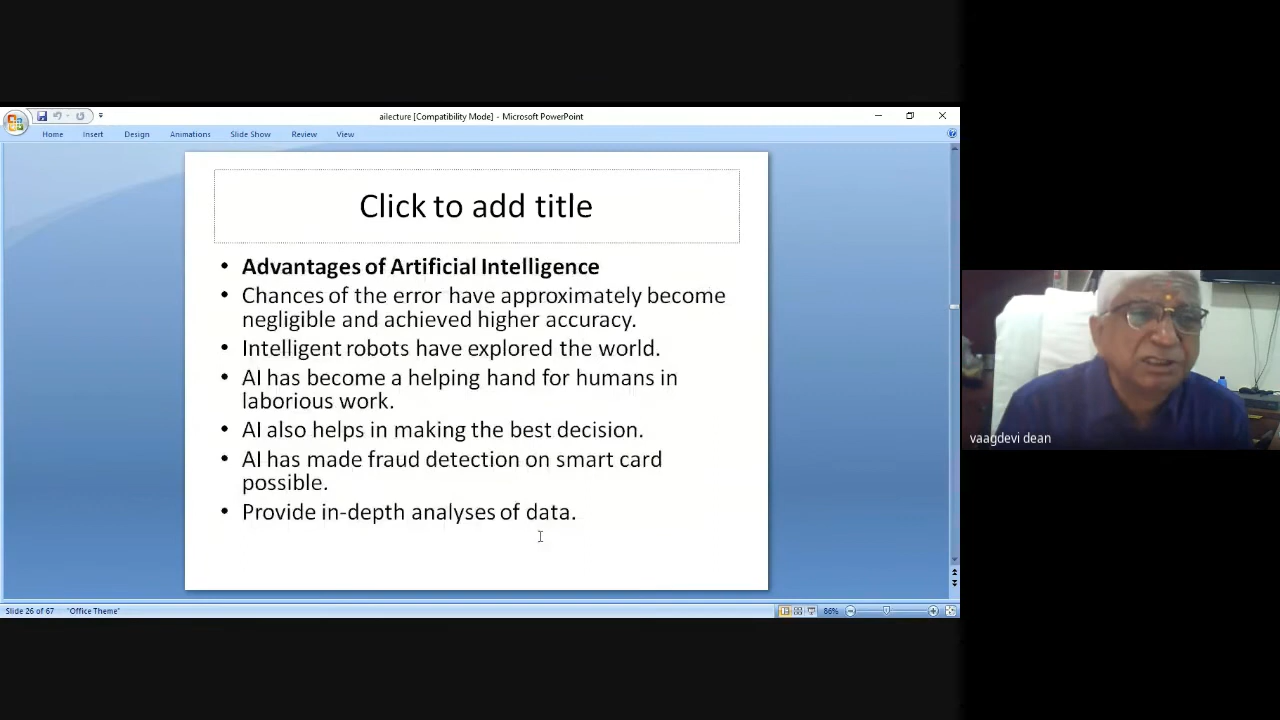 ailecture [Compatibility Mode] - Microsoft PowerPoint
Home Insert Design Animations Slide Show Review View
Click to add title
• Advantages of Artificial Intelligence
• Chances of the error have approximately become
negligible and achieved higher accuracy.
• Intelligent robots have explored the world.
• AI has become a helping hand for humans in
laborious work.
• AI also helps in making the best decision.
• AI has made fraud detection on smart card
possible.
• Provide in-depth analyses of data.
vaagdevi dean
Slide 26 of 67 "Office Theme" 86%